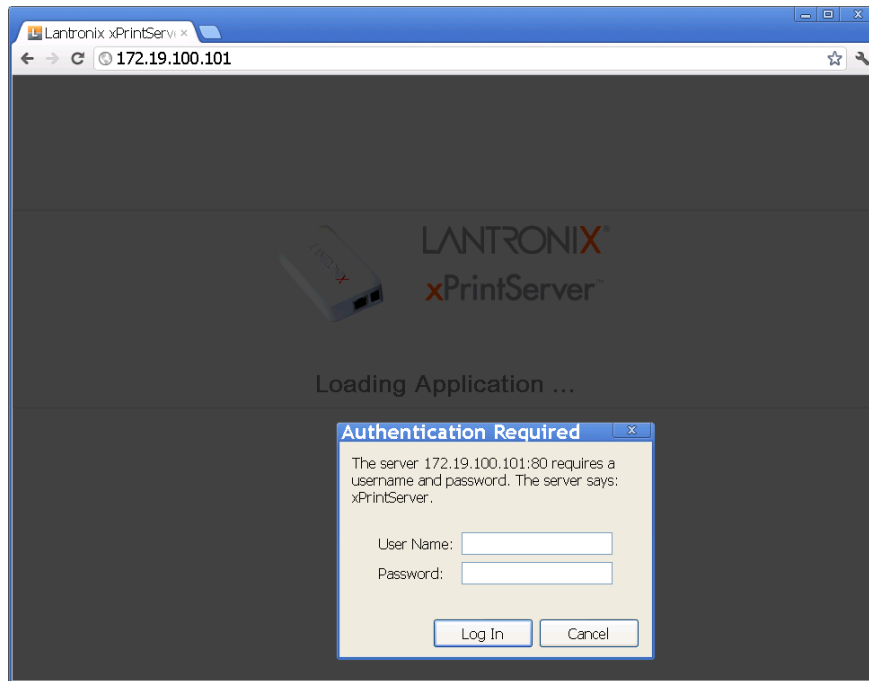 Lantronix xPrintServ
172.19.100.101
LANTRONIX®
xPrintServer™
Loading Application ...
Authentication Required
The server 172.19.100.101:80 requires a
username and password. The server says:
xPrintServer.
User Name:
Password:
Log In
Cancel